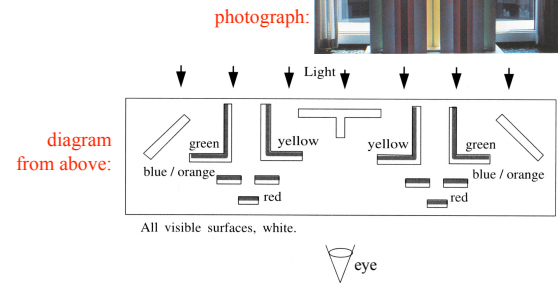 photograph:
Light
diagram
from above:
green
yellow
yellow
green
blue / orange
blue / orange
red
red
All visible surfaces, white.
eye